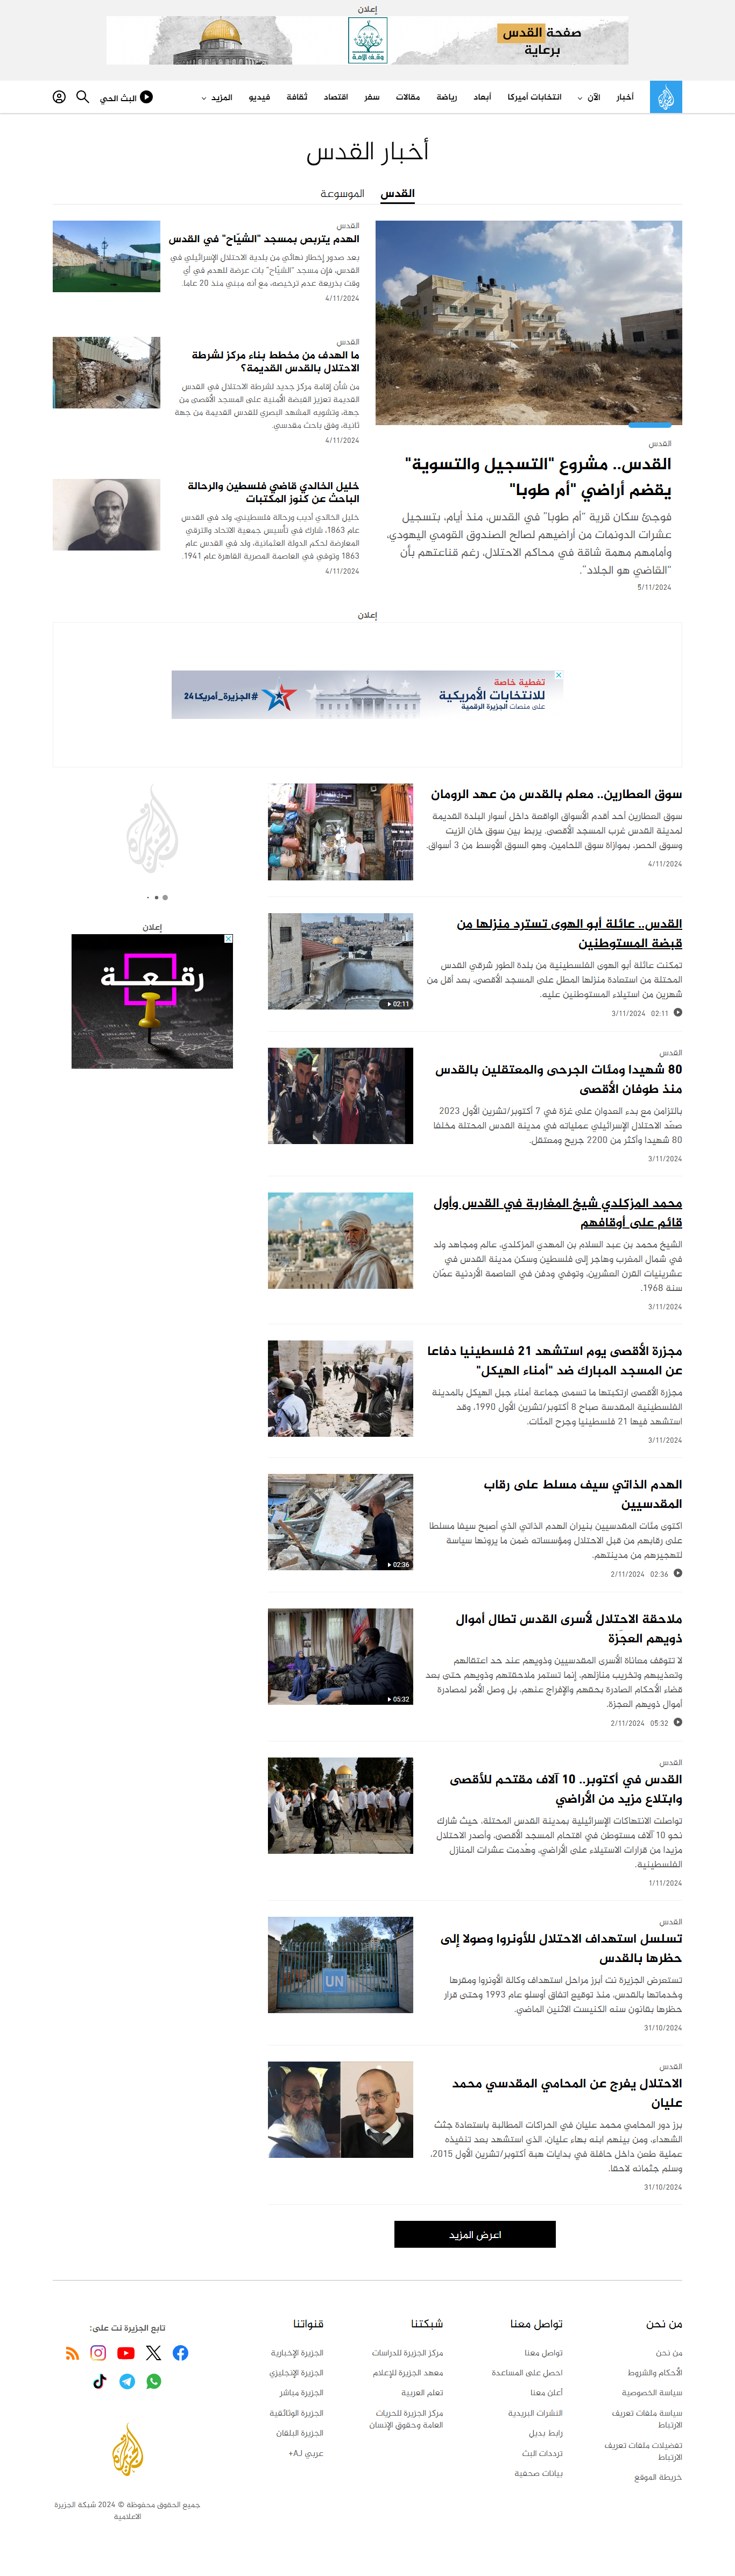 إعلان
صفحة القدس
برعاية
وقف الأمة
أخبار
الآن
انتخابات أميركا
أبعاد
رياضة
مقالات
سفر
اقتصاد
ثقافة
فيديو
المزيد
البث الحي
أخبار القدس
القدس
الموسوعة
القدس
القدس.. مشروع "التسجيل والتسوية"
يقضم أراضي "أم طوبا"
فوجئ سكان قرية "أم طوبا" في القدس، منذ أيام، بتسجيل
عشرات الدونمات من أراضيهم لصالح الصندوق القومي اليهودي،
وأمامهم مهمة شاقة في محاكم الاحتلال، رغم قناعتهم بأن
"القاضي هو الجلاد".
5/11/2024
القدس
الهدم يتربص بمسجد "الشيّاح" في القدس
بعد صدور إخطار نهائي من بلدية الاحتلال الإسرائيلي في
القدس، فإن مسجد "الشيّاح" بات عرضة للهدم في أي
وقت بذريعة عدم ترخيصه، مع أنه مبني منذ 20 عاما.
4/11/2024
القدس
ما الهدف من مخطط بناء مركز لشرطة
الاحتلال بالقدس القديمة؟
من شأن إقامة مركز جديد لشرطة الاحتلال في القدس
القديمة تعزيز القبضة الأمنية على المسجد الأقصى من
جهة، وتشويه المشهد البصري للقدس القديمة من جهة
ثانية، وفق باحث مقدسي.
4/11/2024
خليل الخالدي قاضي فلسطين والرحالة
الباحث عن كنوز المكتبات
خليل الخالدي أديب ورحالة فلسطيني، ولد في القدس
عام 1863، شارك في تأسيس جمعية الاتحاد والترقي
المعارضة لحكم الدولة العثمانية، ولد في القدس عام
1863 وتوفي في العاصمة المصرية القاهرة عام 1941.
4/11/2024
إعلان
تغطية خاصة
للانتخابات الأمريكية
على منصات الجزيرة الرقمية
#الجزيرة_أمريكا24
سوق العطارين.. معلم بالقدس من عهد الرومان
سوق العطارين أحد أقدم الأسواق الواقعة داخل أسوار البلدة القديمة
لمدينة القدس غرب المسجد الأقصى. يربط بين سوق خان الزيت
وسوق الحصر، بموازاة سوق اللحامين، وهو السوق الأوسط من 3 أسواق.
4/11/2024
إعلان
رقعة
القدس.. عائلة أبو الهوى تسترد منزلها من
قبضة المستوطنين
تمكنت عائلة أبو الهوى الفلسطينية من بلدة الطور شرقي القدس
المحتلة من استعادة منزلها المطل على المسجد الأقصى، بعد أقل من
شهرين من استيلاء المستوطنين عليه.
02:11
3/11/2024
02:11
القدس
80 شهيدا ومئات الجرحى والمعتقلين بالقدس
منذ طوفان الأقصى
بالتزامن مع بدء العدوان على غزة في 7 أكتوبر/تشرين الأول 2023
صعّد الاحتلال الإسرائيلي عملياته في مدينة القدس المحتلة مخلفا
80 شهيدا وأكثر من 2200 جريح ومعتقل.
3/11/2024
محمد المزكلدي شيخ المغاربة في القدس وأول
قائم على أوقافهم
الشيخ محمد بن عبد السلام بن المهدي المزكلدي، عالم ومجاهد ولد
في شمال المغرب وهاجر إلى فلسطين وسكن مدينة القدس في
عشرينيات القرن العشرين، وتوفي ودفن في العاصمة الأردنية عمّان
سنة 1968.
3/11/2024
مجزرة الأقصى يوم استشهد 21 فلسطينيا دفاعا
عن المسجد المبارك ضد "أمناء الهيكل"
مجزرة الأقصى ارتكبتها ما تسمى جماعة أمناء جبل الهيكل بالمدينة
الفلسطينية المقدسة صباح 8 أكتوبر/تشرين الأول 1990، وقد
استشهد فيها 21 فلسطينيا وجرح المئات.
3/11/2024
الهدم الذاتي سيف مسلط على رقاب
المقدسيين
اكتوى مئات المقدسيين بنيران الهدم الذاتي الذي أصبح سيفا مسلطا
على رقابهم من قبل الاحتلال ومؤسساته ضمن ما يرونها سياسة
لتهجيرهم من مدينتهم.
02:36
2/11/2024
02:36
ملاحقة الاحتلال لأسرى القدس تطال أموال
ذويهم العجزَة
لا تتوقف معاناة الأسرى المقدسيين وذويهم عند حد اعتقالهم
وتعذيبهم وتخريب منازلهم، إنما تستمر ملاحقتهم وذويهم حتى بعد
قضاء الأحكام الصادرة بحقهم والإفراج عنهم، بل وصل الأمر لمصادرة
أموال ذويهم العجزة.
05:32
2/11/2024
05:32
القدس
القدس في أكتوبر.. 10 آلاف مقتحم للأقصى
وابتلاع مزيد من الأراضي
تواصلت الانتهاكات الإسرائيلية بمدينة القدس المحتلة، حيث شارك
نحو 10 آلاف مستوطن في اقتحام المسجد الأقصى، وأصدر الاحتلال
مزيدا من قرارات الاستيلاء على الأراضي، وهُدمت عشرات المنازل
الفلسطينية.
1/11/2024
القدس
تسلسل استهداف الاحتلال للأونروا وصولا إلى
حظرها بالقدس
تستعرض الجزيرة نت أبرز مراحل استهداف وكالة الأونروا ومقرها
وخدماتها بالقدس، منذ توقيع اتفاق أوسلو عام 1993 وحتى قرار
حظرها بقانون سنه الكنيست الاثنين الماضي.
31/10/2024
UN
القدس
الاحتلال يفرج عن المحامي المقدسي محمد
عليان
برز دور المحامي محمد عليان في الحراكات المطالبة باستعادة جثث
الشهداء، ومن بينهم ابنه بهاء عليان، الذي استشهد بعد تنفيذه
عملية طعن داخل حافلة في بدايات هبة أكتوبر/تشرين الأول 2015،
وسلم جثمانه لاحقا.
31/10/2024
اعرض المزيد
من نحن
من نحن
الأحكام والشروط
سياسة الخصوصية
سياسة ملفات تعريف
الارتباط
تفضيلات ملفات تعريف
الارتباط
خريطة الموقع
تواصل معنا
تواصل معنا
احصل على المساعدة
أعلن معنا
النشرات البريدية
رابط بديل
ترددات البث
بيانات صحفية
شبكتنا
مركز الجزيرة للدراسات
معهد الجزيرة للإعلام
تعلم العربية
مركز الجزيرة للحريات
العامة وحقوق الإنسان
قنواتنا
الجزيرة الإخبارية
الجزيرة الإنجليزي
الجزيرة مباشر
الجزيرة الوثائقية
الجزيرة البلقان
عربي AJ+
تابع الجزيرة نت على:
جميع الحقوق محفوظة © 2024 شبكة الجزيرة
الاعلامية